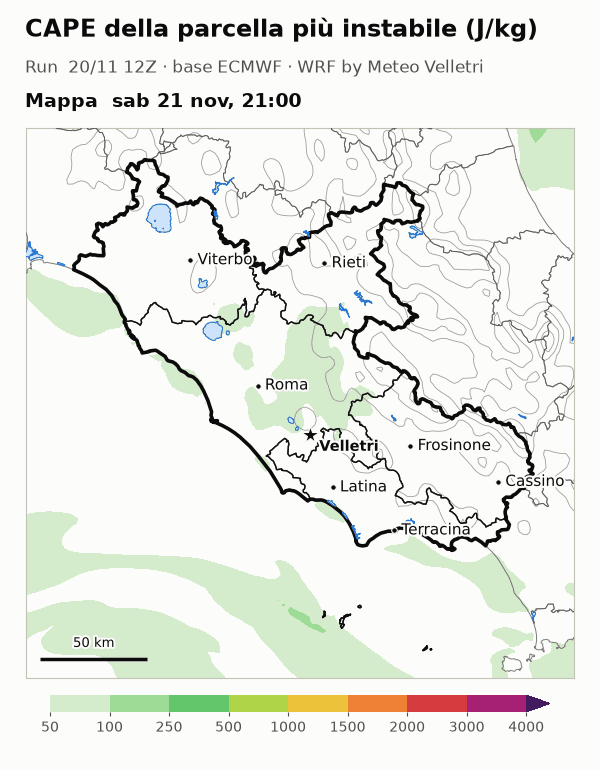 CAPE della parcella più instabile (J/kg)
Run  20/11 12Z · base ECMWF · WRF by Meteo Velletri
Mappa  sab 21 nov, 21:00
Viterbo
Rieti
Roma
Velletri
Frosinone
Cassino
Latina
Terracina
50 km
50 100 250 500 1000 1500 2000 3000 4000